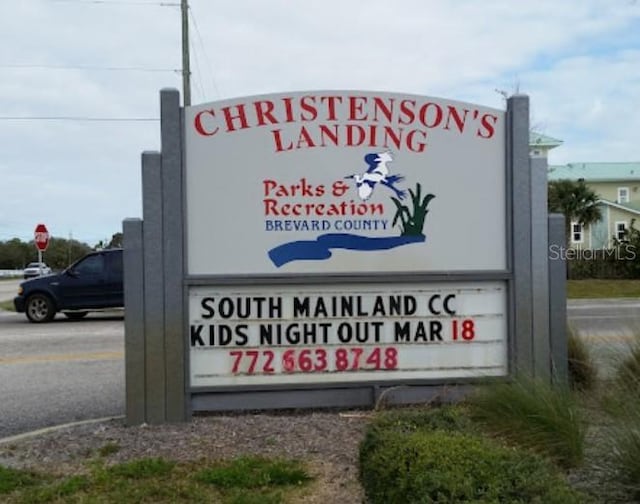 CHRISTENSON'S
LANDING
Parks &
Recreation
BREVARD COUNTY
SOUTH MAINLAND CC
KIDS NIGHT OUT MAR 18
772 663 8748
StellarMLS